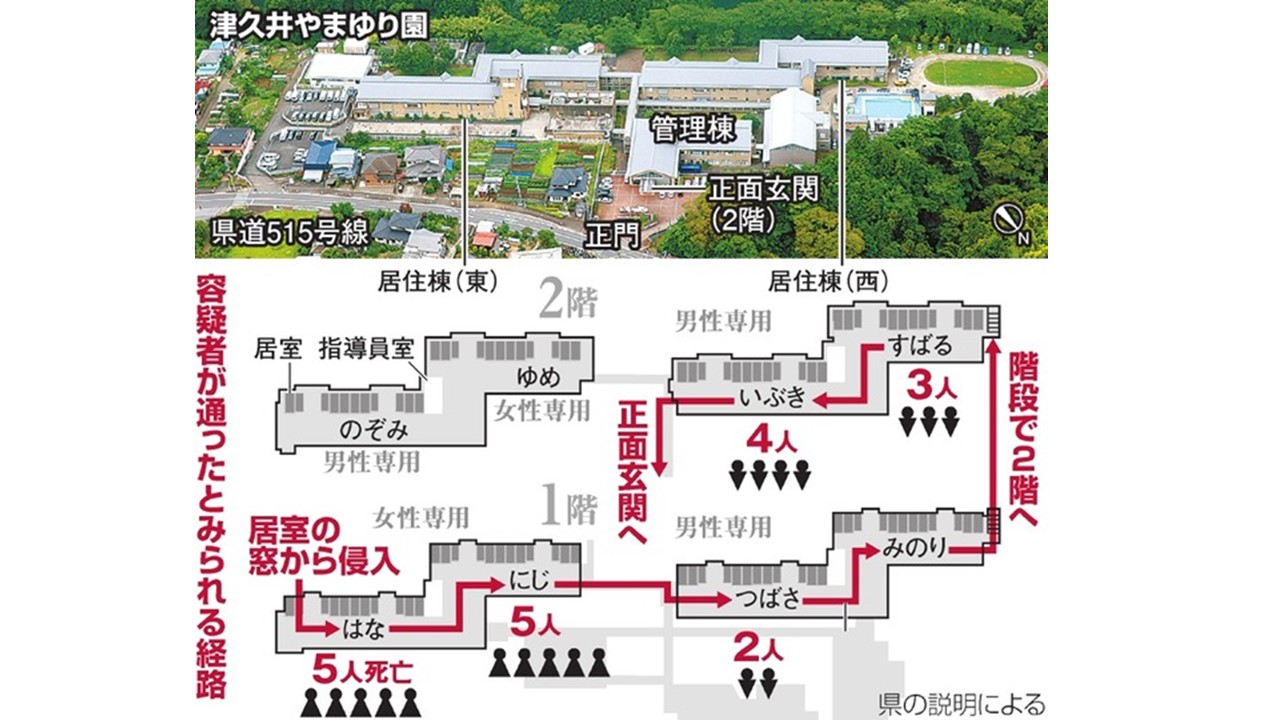 津久井やまゆり園
管理棟
正面玄関
(2階)
県道515号線
正門
N
居住棟(東)
居住棟(西)
容疑者が通ったとみられる経路
2階
居室
指導員室
ゆめ
女性専用
のぞみ
男性専用
男性専用
すばる
3人
いぶき
4人
正面玄関へ
階段で2階へ
1階
女性専用
居室の
窓から侵入
にじ
5人
はな
5人死亡
男性専用
みのり
つばさ
2人
県の説明による